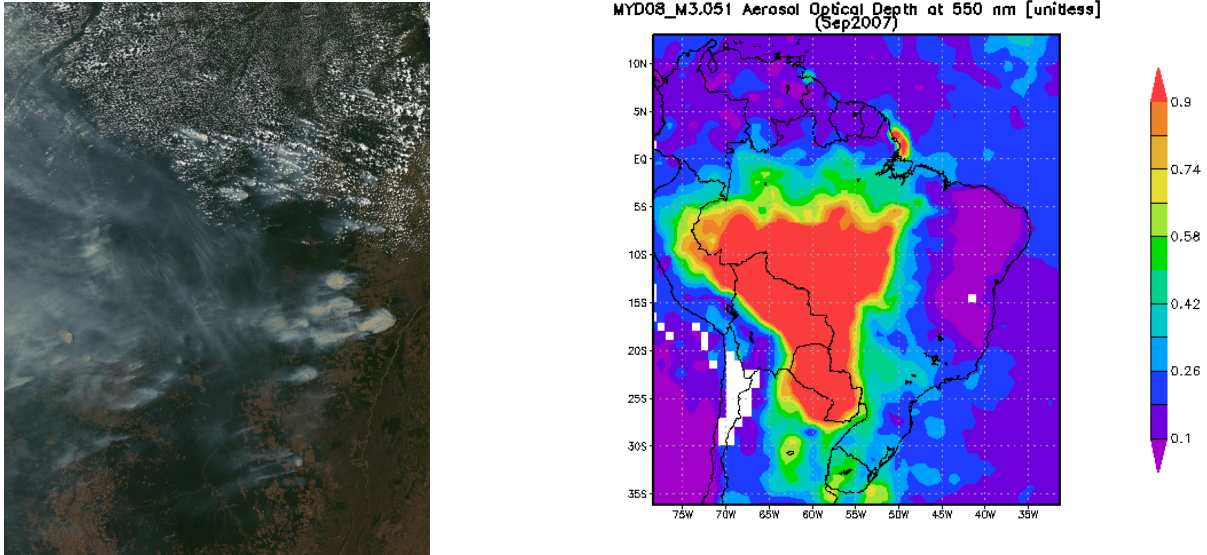 MYD08_M3.051 Aerosol Optical Depth at 550 nm [unitless]
(Sep2007)
10N
5N
EQ
5S
10S
15S
20S
25S
30S
35S
75W 70W 65W 60W 55W 50W 45W 40W 35W
0.9
0.74
0.58
0.42
0.26
0.1